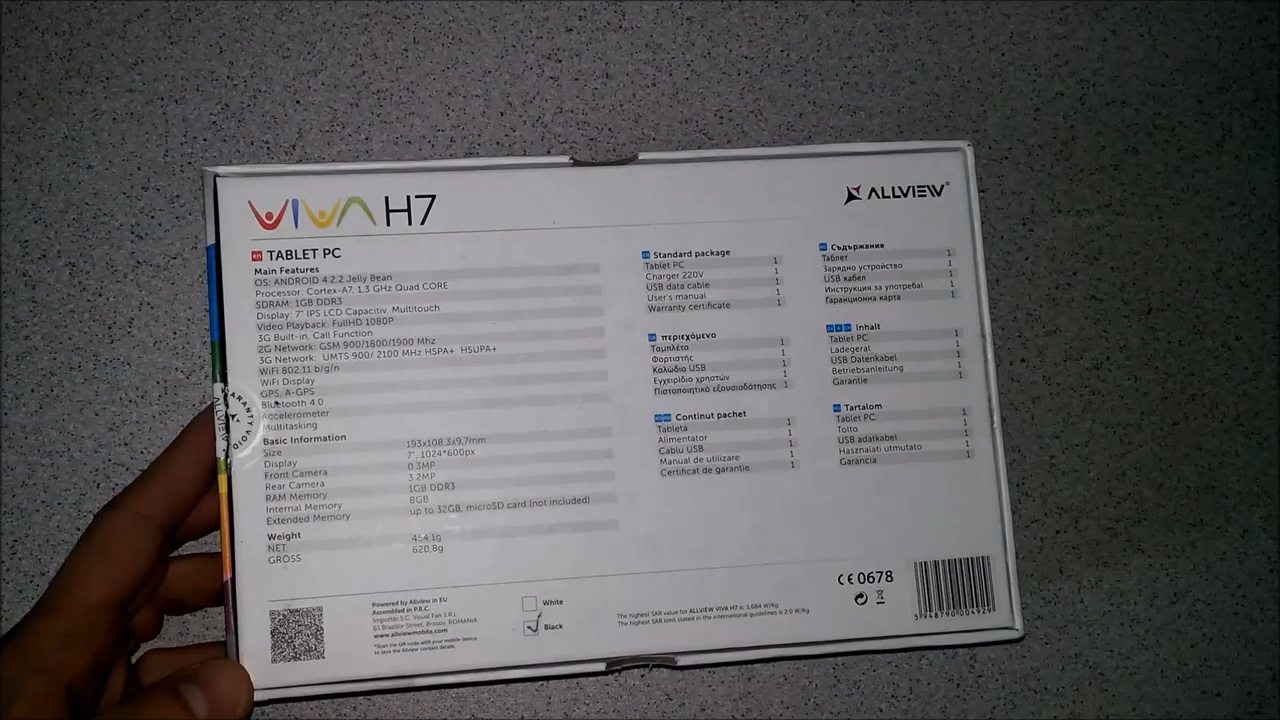 VIVA H7
ALLVIEW®
en TABLET PC
Main Features
OS: ANDROID 4.2.2 Jelly Bean
Processor: Cortex-A7, 1,3 GHz Quad CORE
SDRAM: 1GB DDR3
Display: 7" IPS LCD Capacitiv, Multitouch
Video Playback: FullHD 1080P
3G Built-in, Call Function
2G Network: GSM 900/1800/1900 Mhz
3G Network: UMTS 900/ 2100 MHz HSPA+ HSUPA+
WiFi 802.11 b/g/n
WiFi Display
GPS, A-GPS
Bluetooth 4.0
Accelerometer
Multitasking
Basic Information
Size 193x108,3x9,7mm
Display 7", 1024*600px
Front Camera 0.3MP
Rear Camera 3.2MP
RAM Memory 1GB DDR3
Internal Memory 8GB
Extended Memory up to 32GB, microSD card (not included)
Weight
NET 454,1g
GROSS 620,8g
Standard package
Tablet PC 1
Charger 220V 1
USB data cable 1
User's manual 1
Warranty certificate 1
περιεχόμενο
Ταμπλέτα 1
Φορτιστής 1
Καλώδιο USB 1
Εγχειρίδιο χρηστών 1
Πιστοποιητικό εξουσιοδότησης 1
Continut pachet
Tableta 1
Alimentator 1
Cablu USB 1
Manual de utilizare 1
Certificat de garantie 1
Съдържание
Таблет 1
Зарядно устройство 1
USB кабел 1
Инструкция за употреба! 1
Гаранционна карта 1
Inhalt
Tablet PC 1
Ladegerat 1
USB Datenkabel 1
Betriebsanleitung 1
Garantie 1
Tartalom
Tablet PC 1
Tolto 1
USB adatkabel 1
Hasznalati utmutato 1
Garancia 1
WARRANTY VOID
ALLVIEW
Powered by Allview in EU
Assembled in P.R.C.
Importer S.C. Visual Fan S.R.L.
61 Brazilor Street, Brasov, ROMANIA
www.allviewmobile.com
*Scan the QR code with your mobile device
to save the Allview contact details.
White
Black
The highest SAR value for ALLVIEW VIVA H7 is 1.684 W/Kg
The highest SAR limit stated in the international guidelines is 2.0 W/Kg
CE 0678
5948790004929